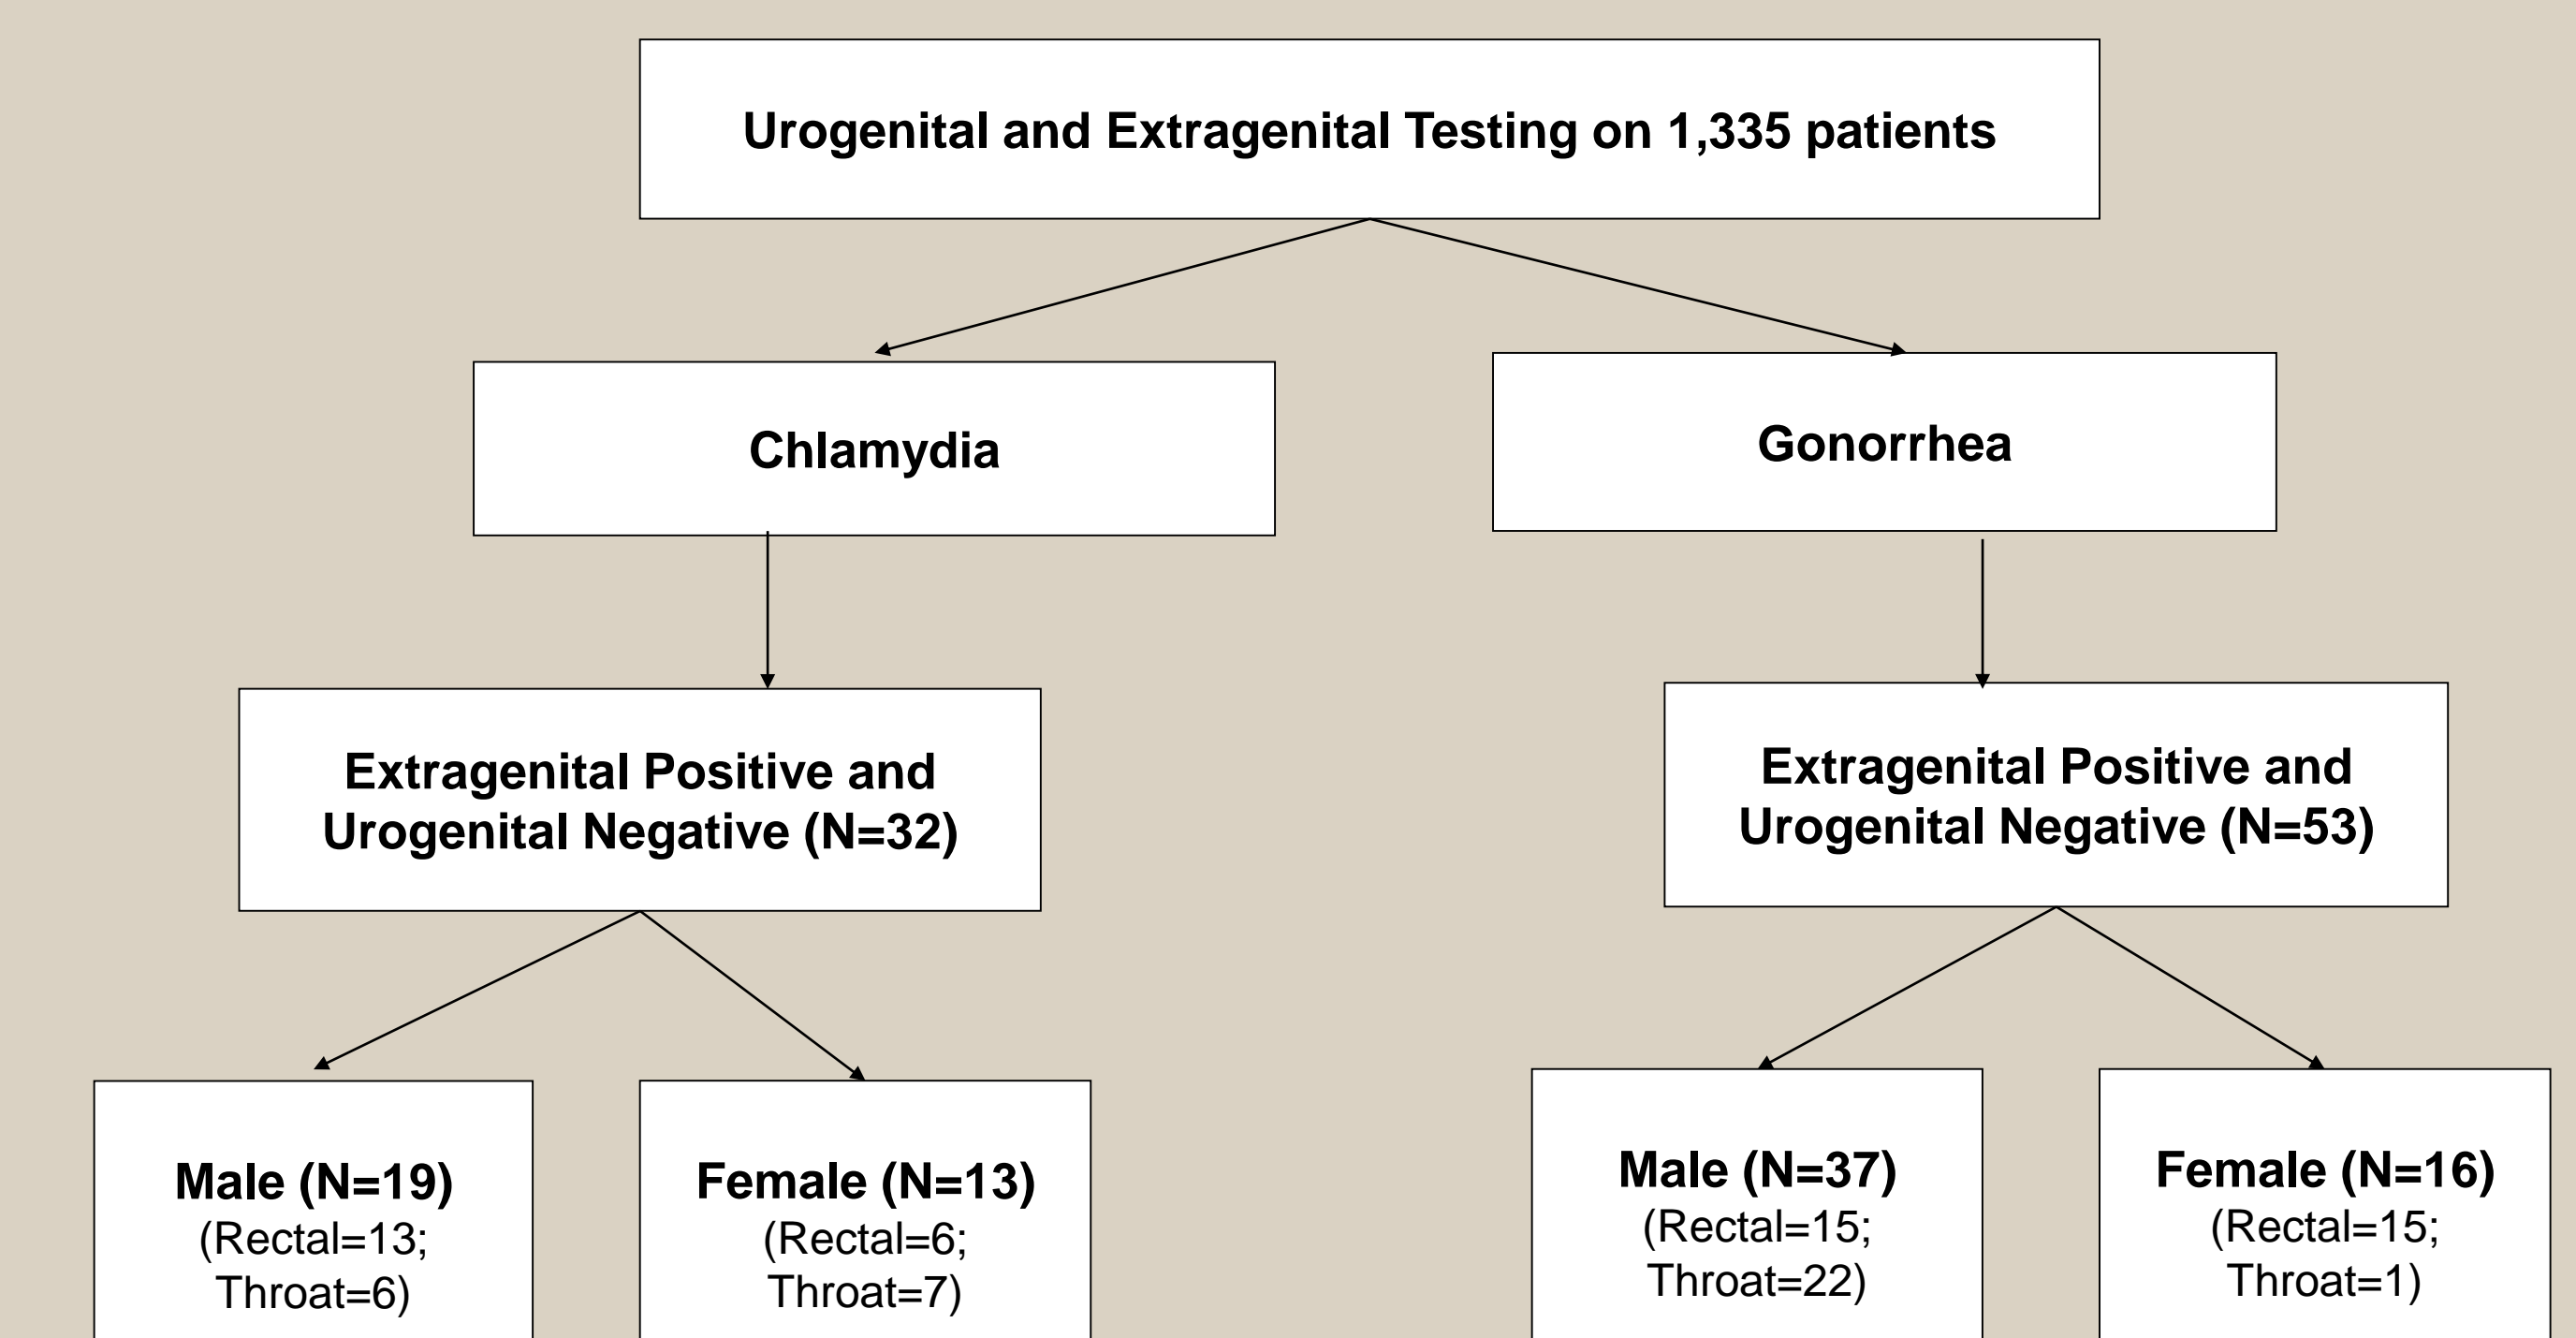 Urogenital and Extragenital Testing on 1,335 patients
Chlamydia
Gonorrhea
Extragenital Positive and
Urogenital Negative (N=32)
Extragenital Positive and
Urogenital Negative (N=53)
Male (N=19)
(Rectal=13;
Throat=6)
Female (N=13)
(Rectal=6;
Throat=7)
Male (N=37)
(Rectal=15;
Throat=22)
Female (N=16)
(Rectal=15;
Throat=1)